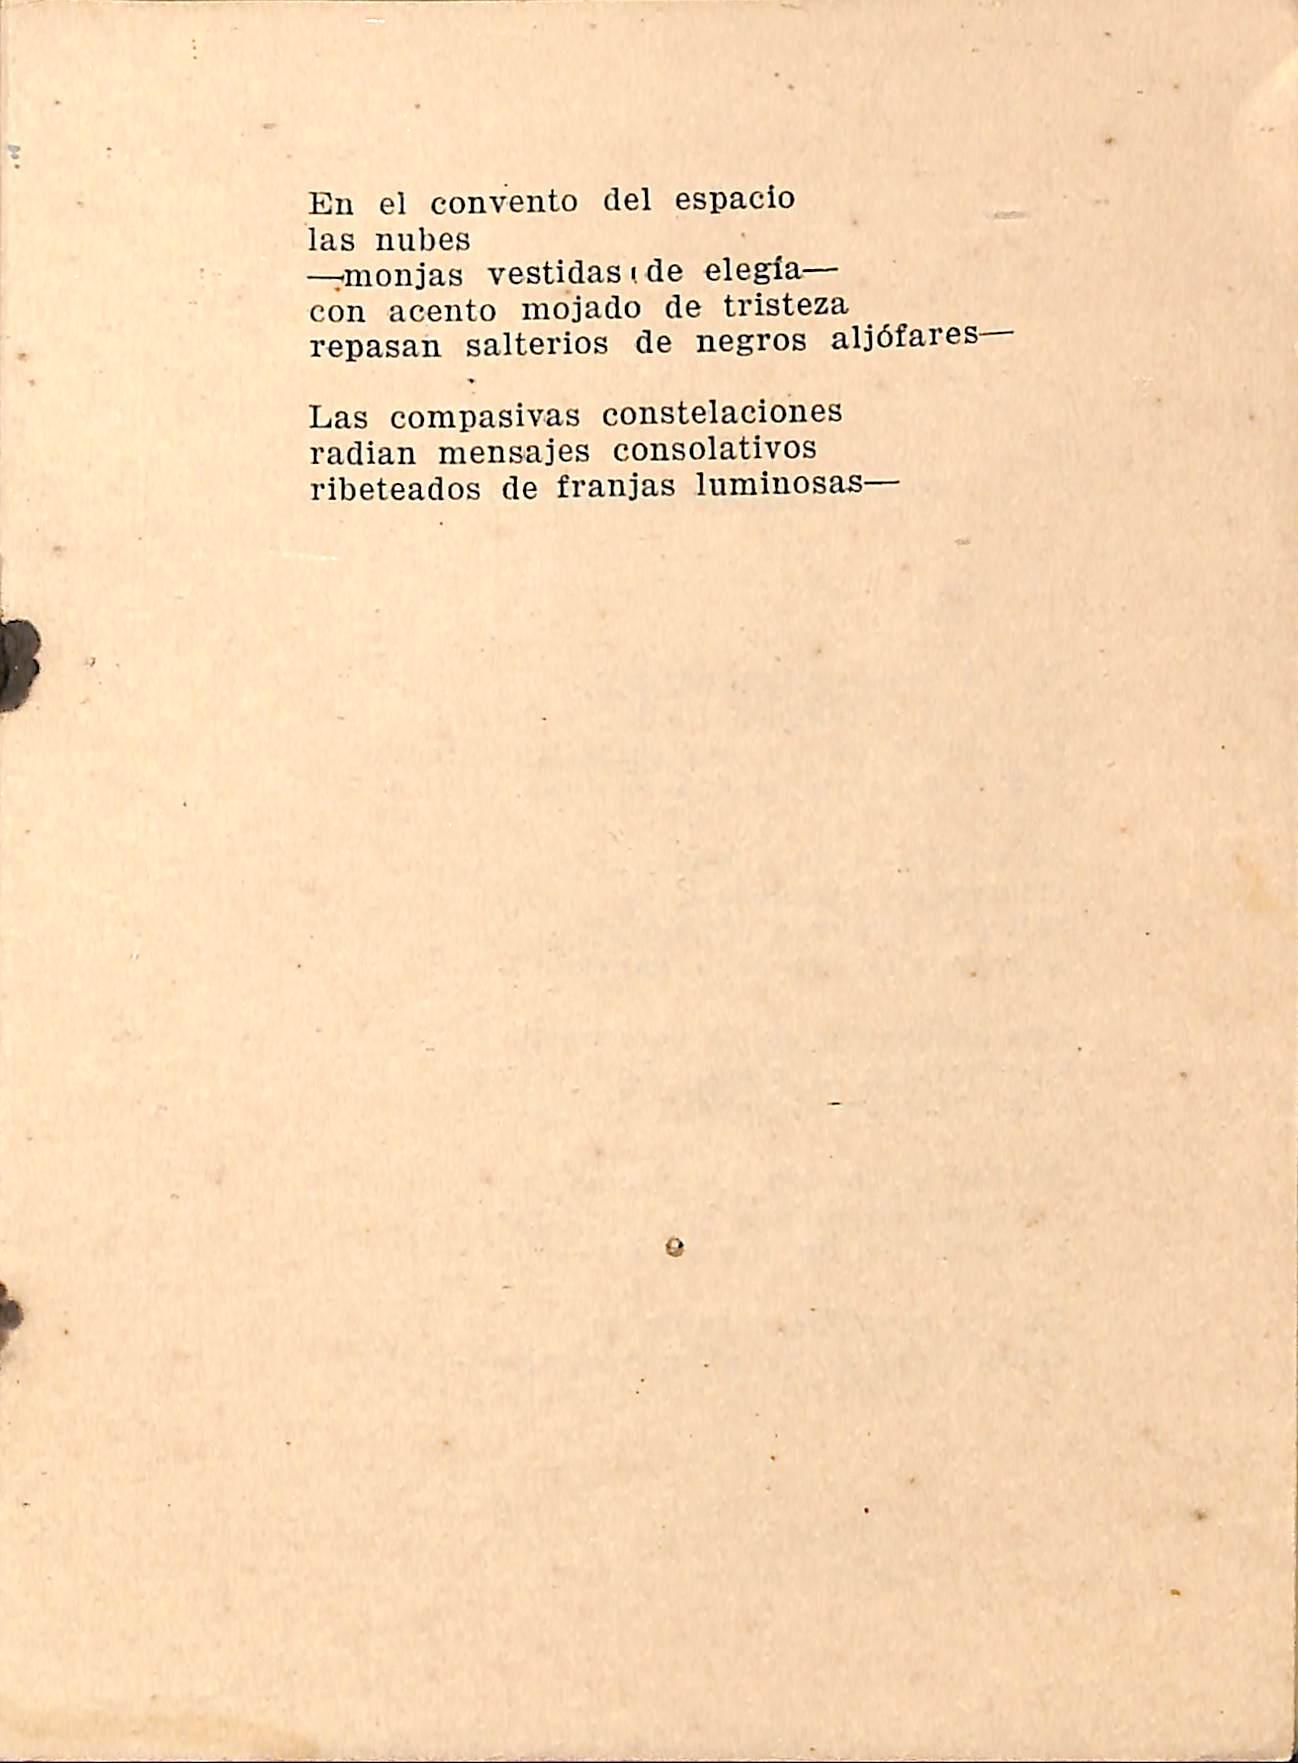 En el convento del espacio
las nubes
—monjas vestidas de elegía—
con acento mojado de tristeza
repasan salterios de negros aljófares—
Las compasivas constelaciones
radian mensajes consolativos
ribeteados de franjas luminosas—